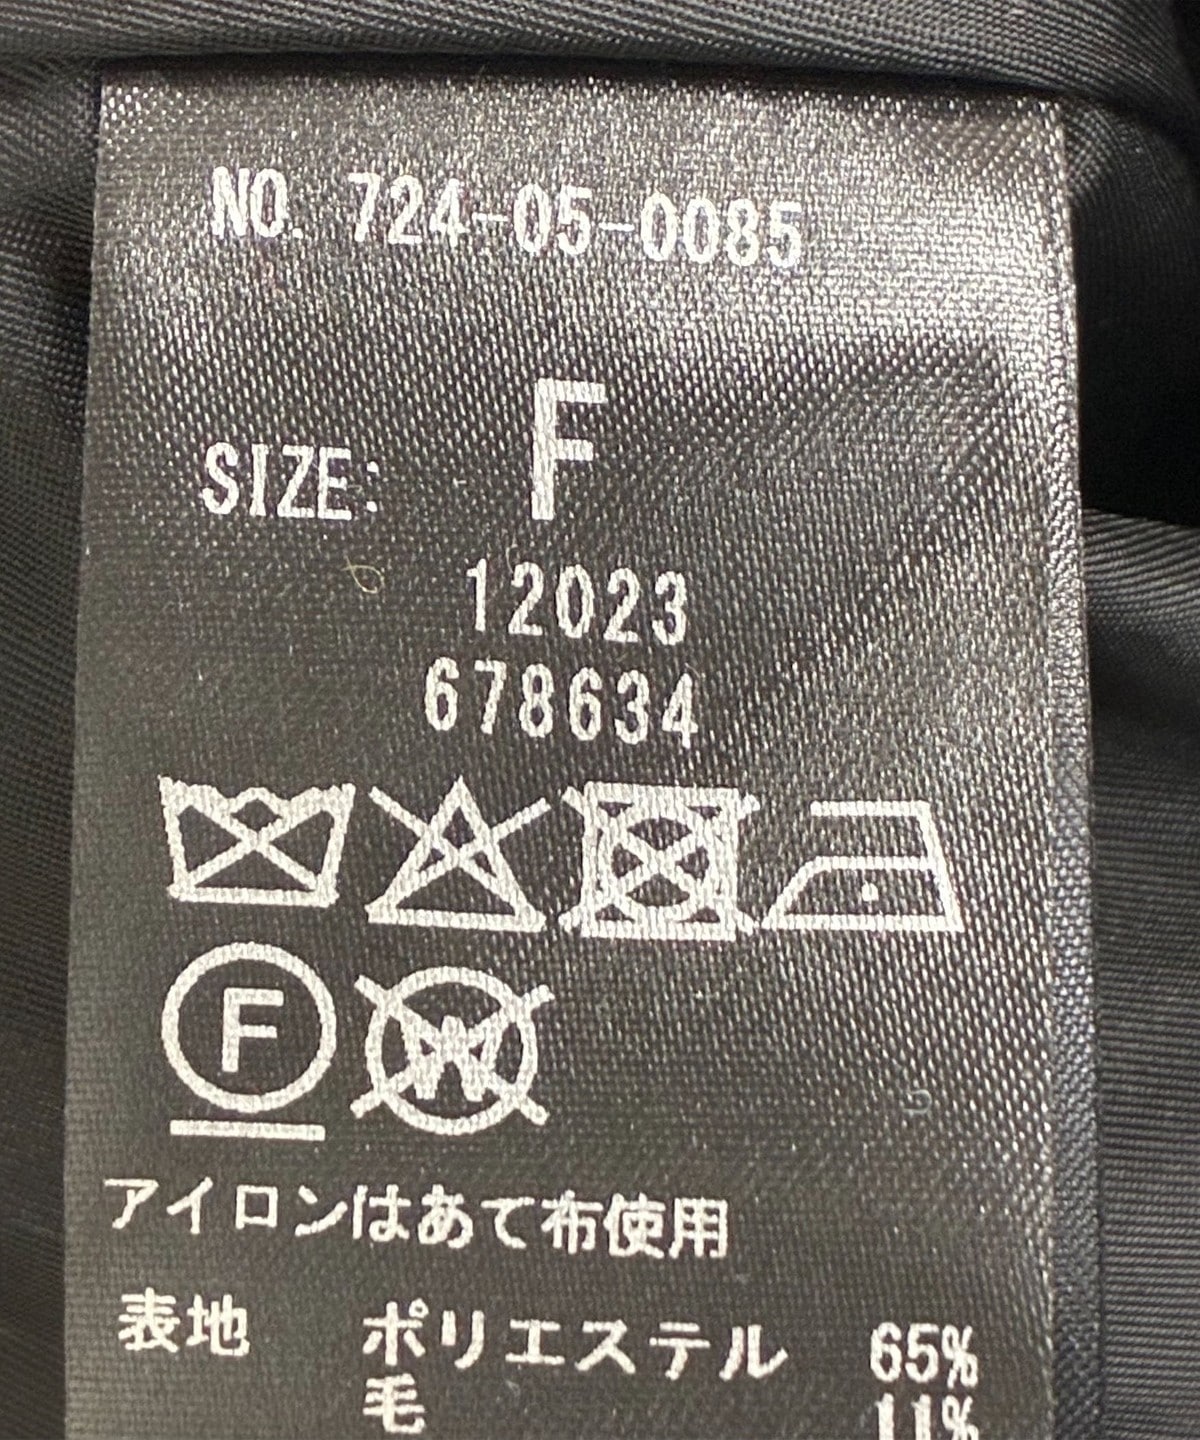 NO. 724-05-0085
SIZE: F
12023
678634
F W
アイロンはあて布使用
表地 ポリエステル 65%
毛 11%